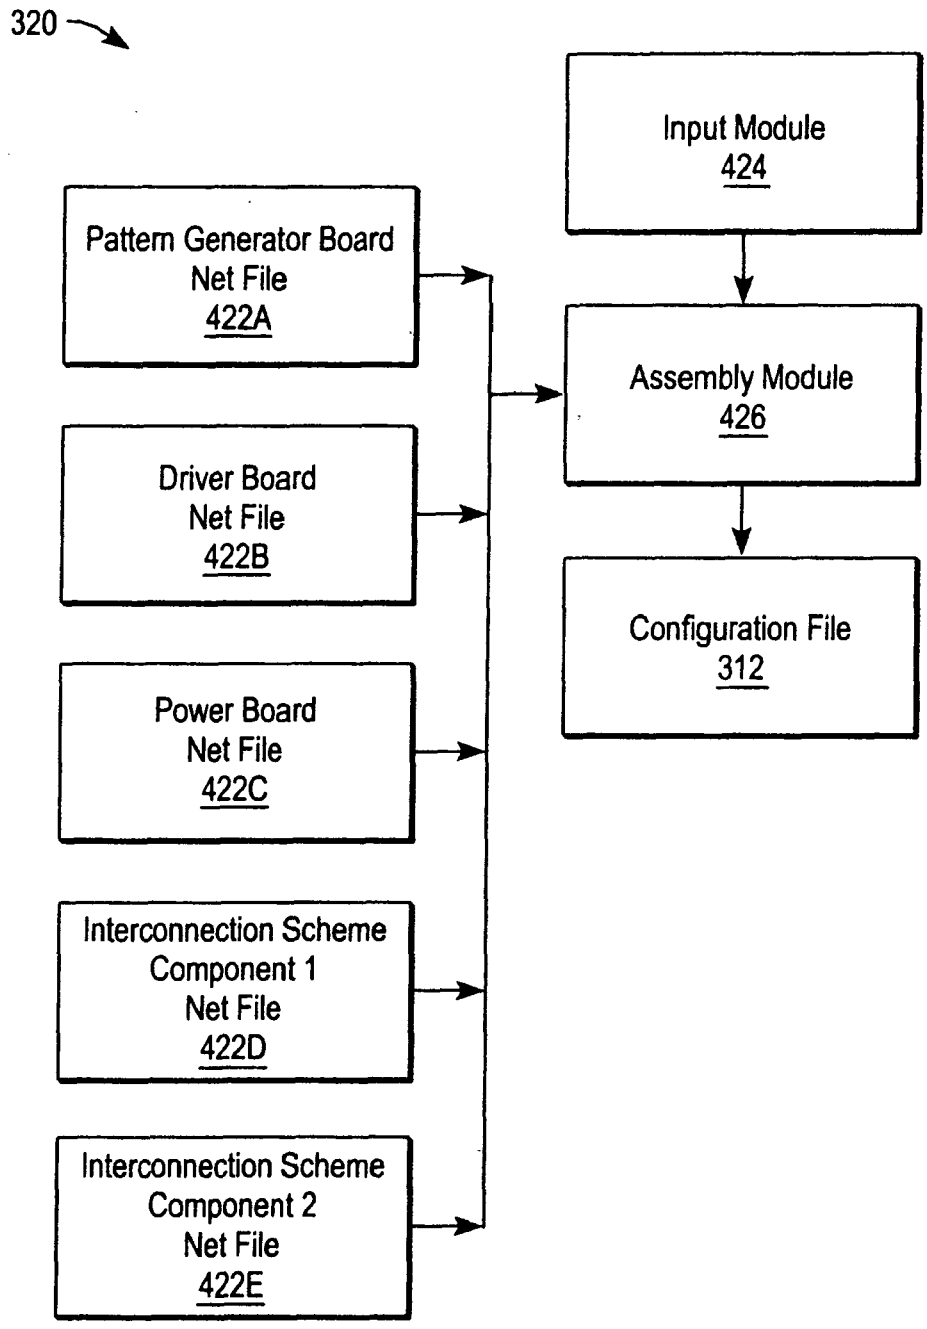 320
Input Module
424
Pattern Generator Board
Net File
422A
Assembly Module
426
Driver Board
Net File
422B
Configuration File
312
Power Board
Net File
422C
Interconnection Scheme
Component 1
Net File
422D
Interconnection Scheme
Component 2
Net File
422E